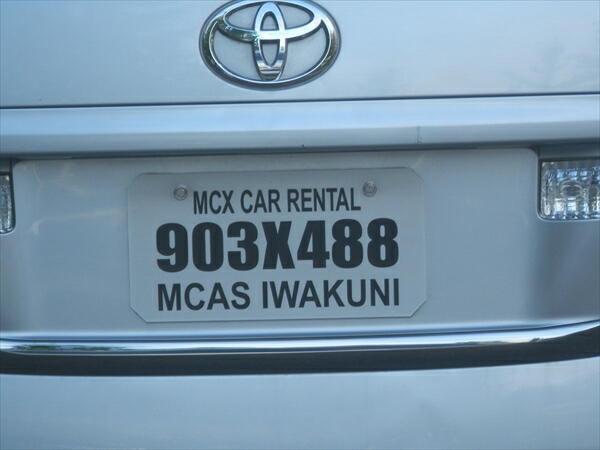 MCX CAR RENTAL
903X488
MCAS IWAKUNI